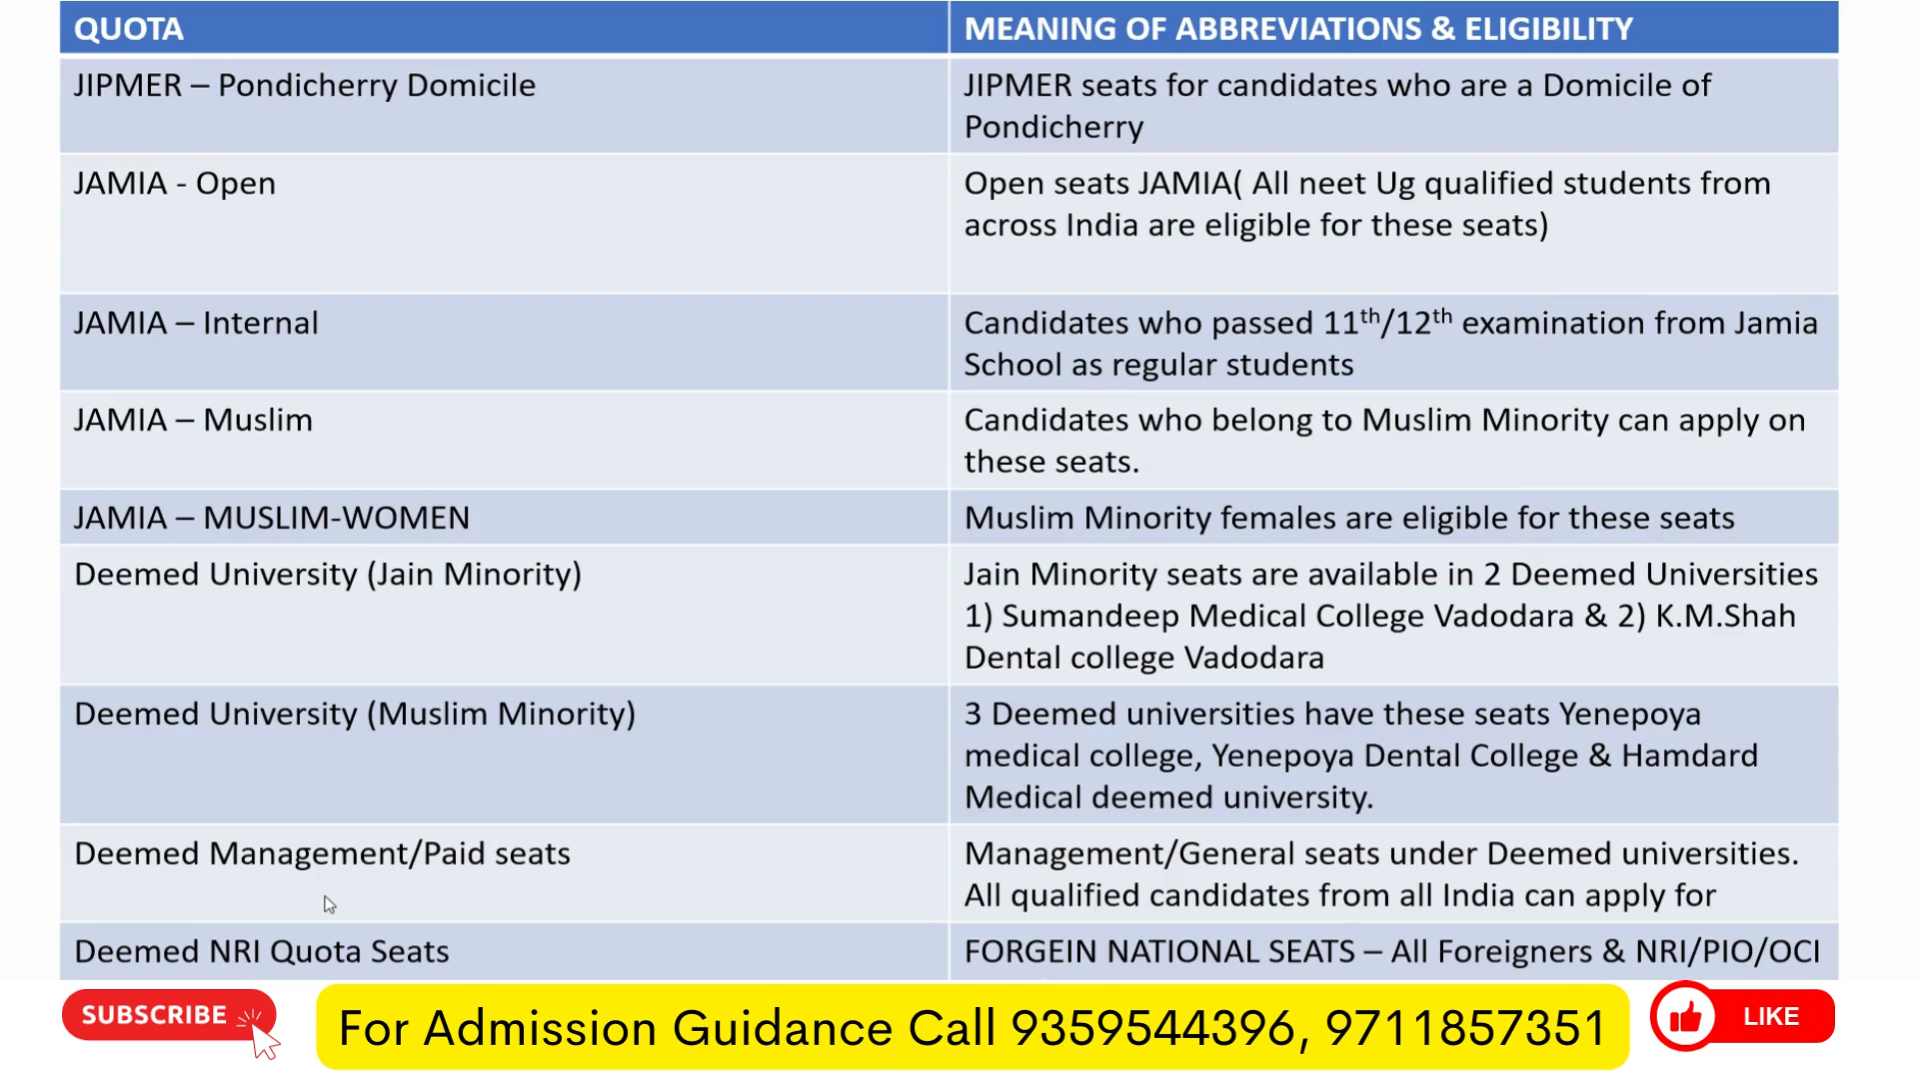 QUOTA
MEANING OF ABBREVIATIONS & ELIGIBILITY
JIPMER – Pondicherry Domicile
JIPMER seats for candidates who are a Domicile of
Pondicherry
JAMIA - Open
Open seats JAMIA( All neet Ug qualified students from
across India are eligible for these seats)
JAMIA – Internal
Candidates who passed 11th/12th examination from Jamia
School as regular students
JAMIA – Muslim
Candidates who belong to Muslim Minority can apply on
these seats.
JAMIA – MUSLIM-WOMEN
Muslim Minority females are eligible for these seats
Deemed University (Jain Minority)
Jain Minority seats are available in 2 Deemed Universities
1) Sumandeep Medical College Vadodara & 2) K.M.Shah
Dental college Vadodara
Deemed University (Muslim Minority)
3 Deemed universities have these seats Yenepoya
medical college, Yenepoya Dental College & Hamdard
Medical deemed university.
Deemed Management/Paid seats
Management/General seats under Deemed universities.
All qualified candidates from all India can apply for
Deemed NRI Quota Seats
FORGEIN NATIONAL SEATS – All Foreigners & NRI/PIO/OCI
SUBSCRIBE
For Admission Guidance Call 9359544396, 9711857351
LIKE